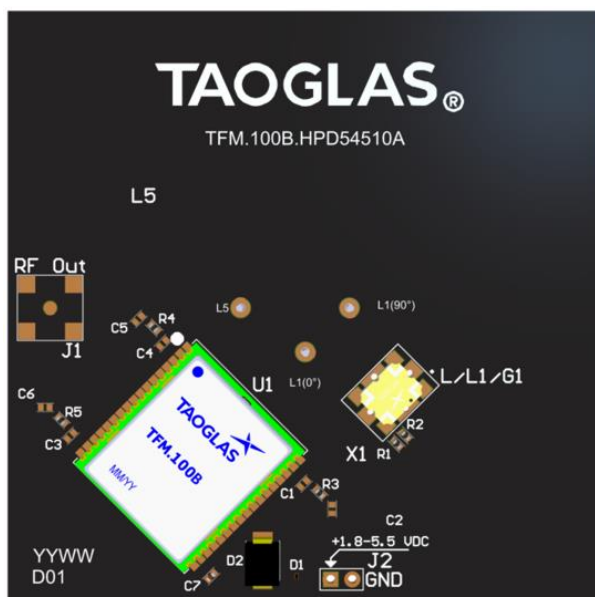 TAOGLAS®
TFM.100B.HPD54510A
L5
RF Out
J1
L5
L1(90°)
L1(0°)
C5
R4
C4
U1
L/L1/G1
X1
R2
R1
C6
R5
C3
TAOGLAS
TFM.100B
MM/YY
C1
R3
C2
+1.8-5.5 VDC
J2
GND
D2
D1
C7
YYWW
D01